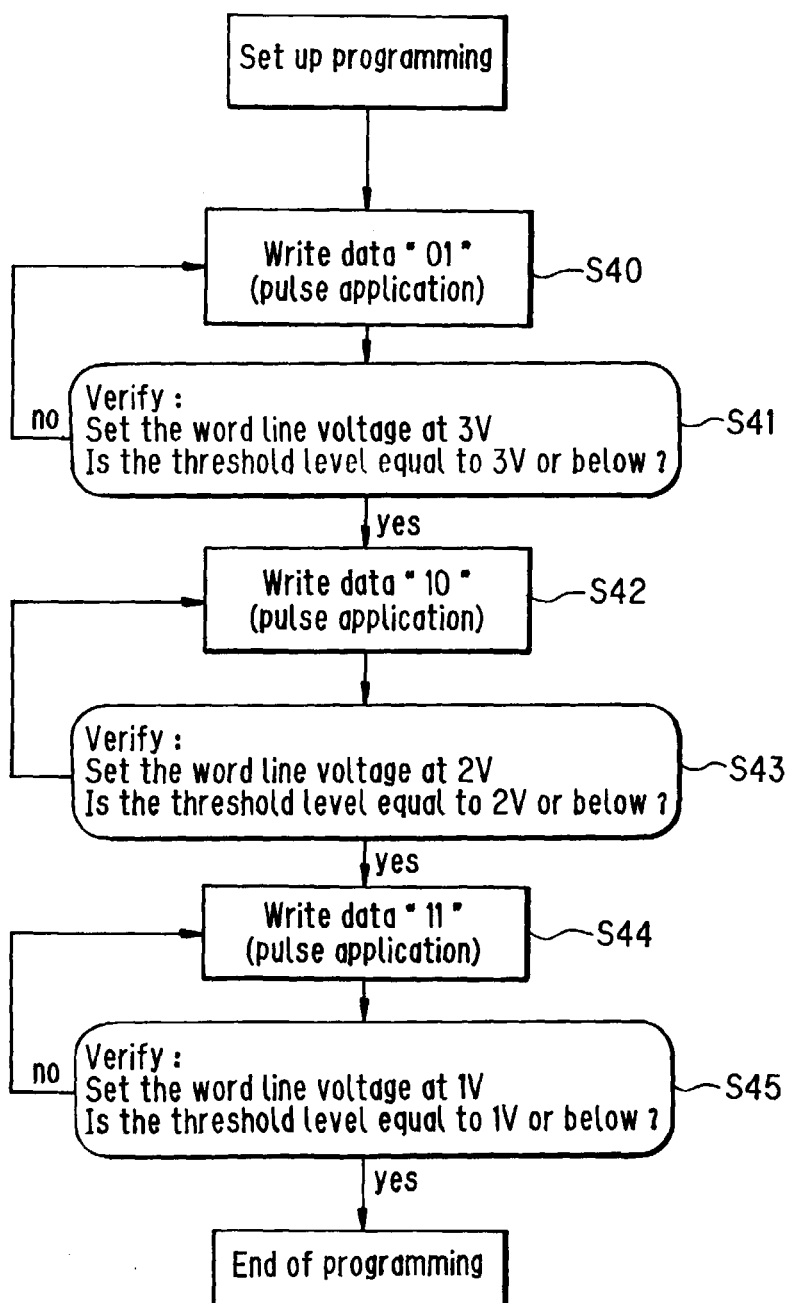 Set up programming
Write data " 01 "
(pulse application)
S40
Verify :
Set the word line voltage at 3V
Is the threshold level equal to 3V or below ?
S41
no
yes
Write data " 10 "
(pulse application)
S42
Verify :
Set the word line voltage at 2V
Is the threshold level equal to 2V or below ?
S43
yes
Write data " 11 "
(pulse application)
S44
Verify :
Set the word line voltage at 1V
Is the threshold level equal to 1V or below ?
S45
no
yes
End of programming